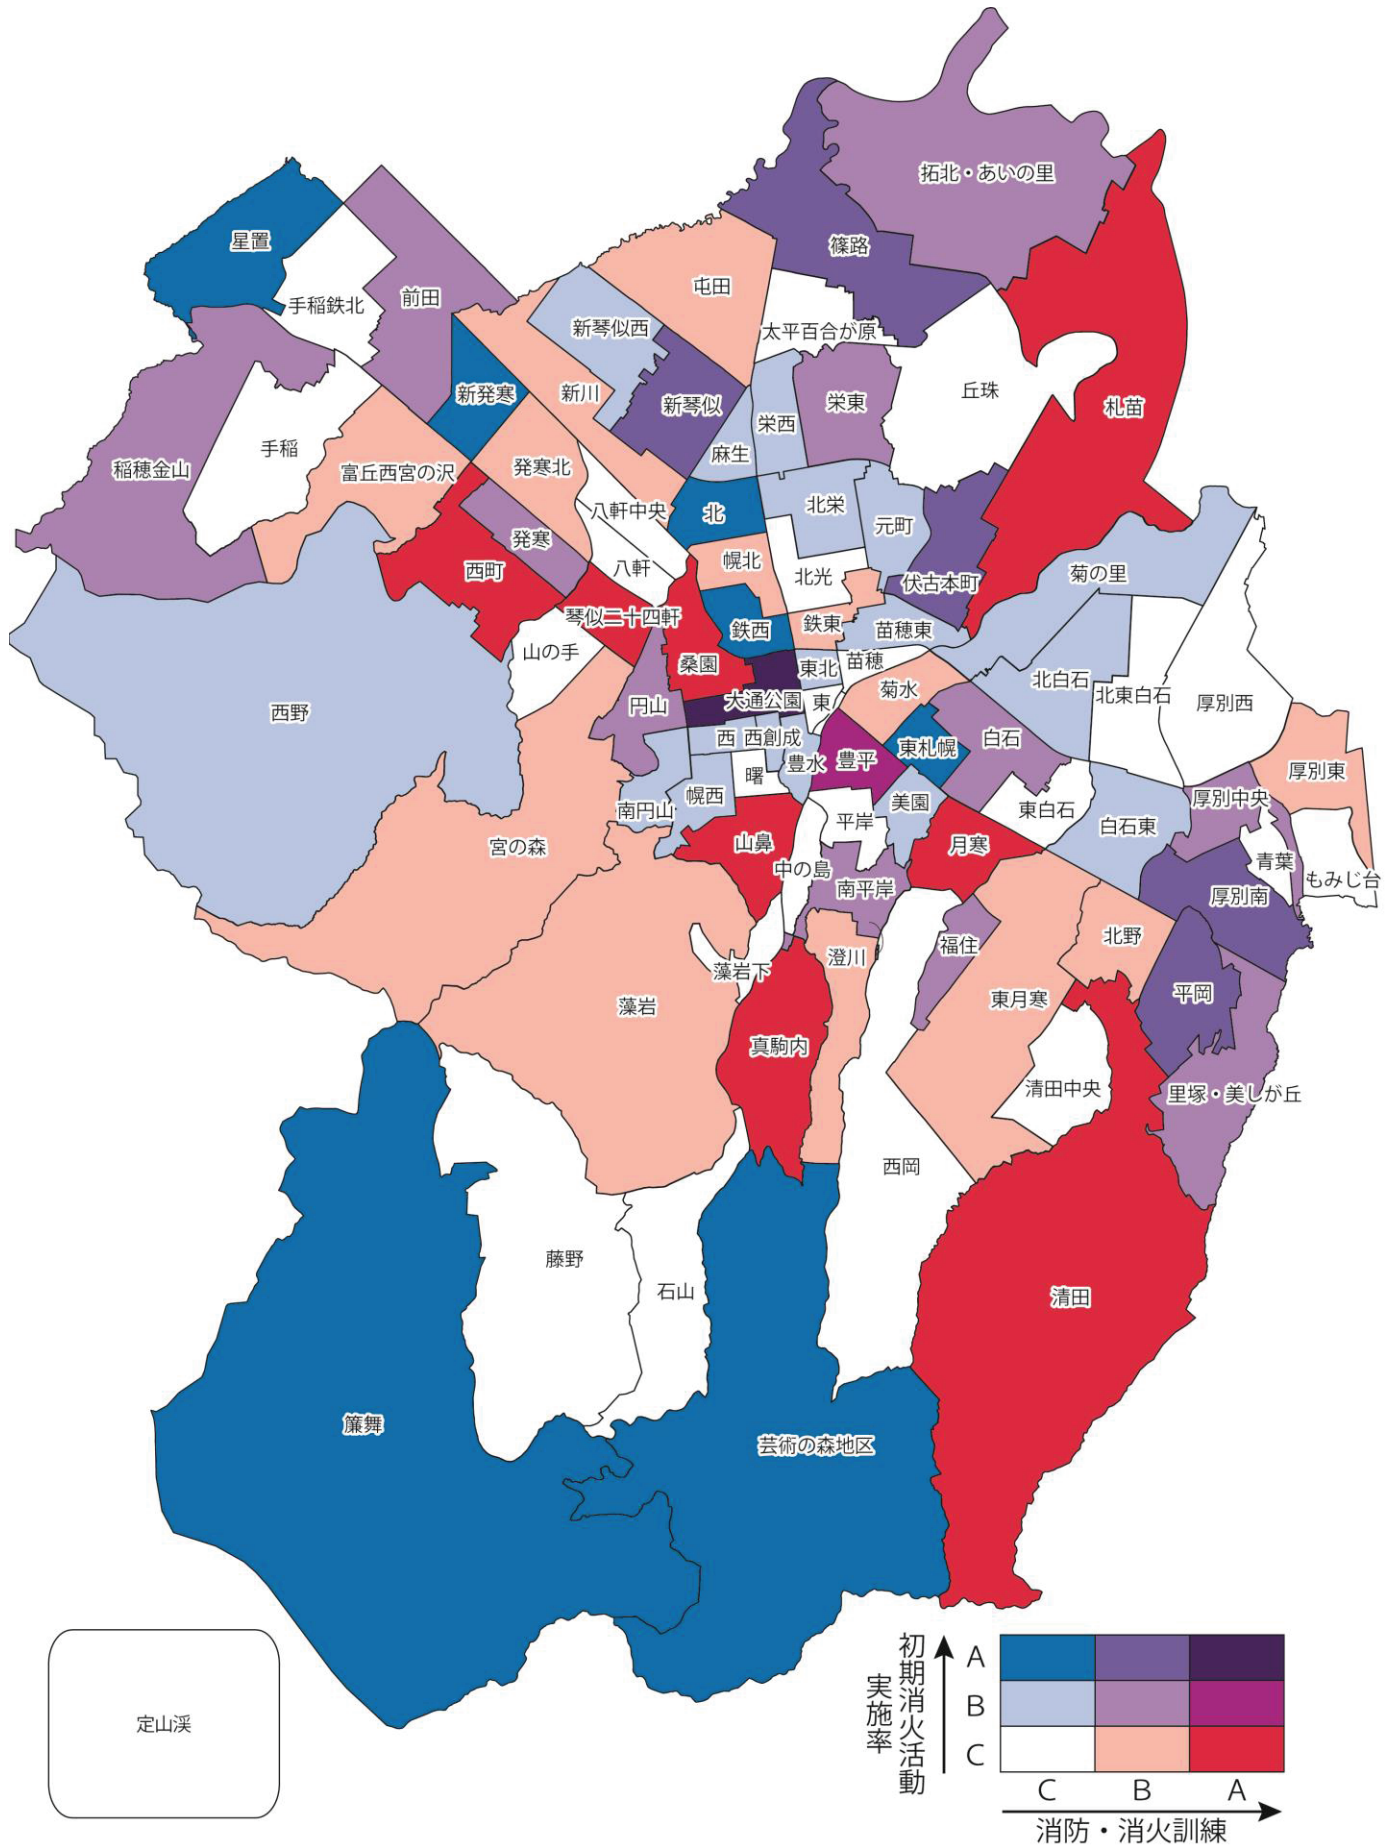 拓北・あいの里
篠路
星置
手稲鉄北
前田
屯田
新琴似西
太平百合が原
新発寒
新川
新琴似
栄東
丘珠
札苗
栄西
麻生
手稲
稲穂金山
富丘西宮の沢
発寒北
八軒中央
北
北栄
元町
発寒
西町
八軒
幌北
北光
伏古本町
菊の里
琴似二十四軒
鉄西
鉄東
苗穂東
山の手
桑園
東北
苗穂
北白石
北東白石
厚別西
菊水
西野
円山
大通公園
東
西
西創成
豊水
豊平
東札幌
白石
厚別東
曙
南円山
幌西
美園
東白石
厚別中央
平岸
白石東
宮の森
山鼻
月寒
中の島
青葉
もみじ台
南平岸
厚別南
福住
北野
澄川
藻岩下
平岡
東月寒
藻岩
真駒内
清田中央
里塚・美しが丘
西岡
藤野
石山
清田
簾舞
芸術の森地区
定山渓
初期消火活動
実施率
A
B
C
C
B
A
消防・消火訓練